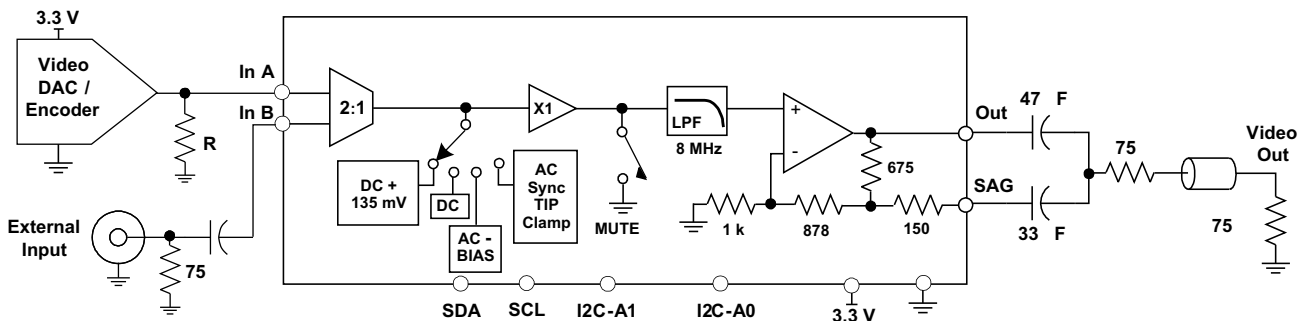 3.3 V
Video
DAC /
Encoder
R
In A
In B
External
Input
75
2:1
DC +
135 mV
DC
AC -
BIAS
AC
Sync
TIP
Clamp
X1
MUTE
LPF
8 MHz
+
-
1 k
878
675
150
Out
SAG
47 F
33 F
75
Video
Out
75
SDA
SCL
I2C-A1
I2C-A0
3.3 V